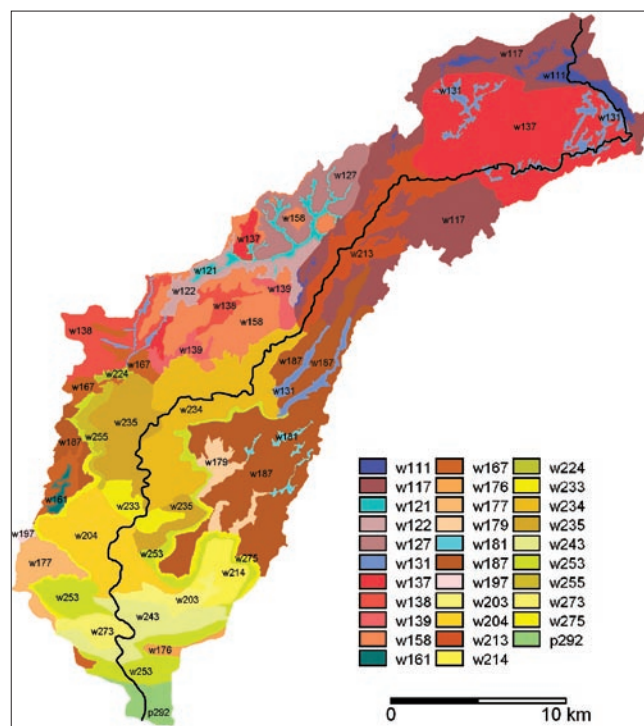 w117
w111
w131
w131
w137
w127
w158
w117
w137
w213
w121
w122
w139
w138
w158
w138
w139
w167
w187
w167
w224
w167
w131
w234
w235
w255
w181
w187
w179
w187
w161
w233
w235
w197
w204
w253
w177
w275
w214
w253
w203
w243
w273
w176
w253
p292
w111 w167 w224
w117 w176 w233
w121 w177 w234
w122 w179 w235
w127 w181 w243
w131 w187 w253
w137 w197 w255
w138 w203 w273
w139 w204 w275
w158 w213 p292
w161 w214
0 10 km